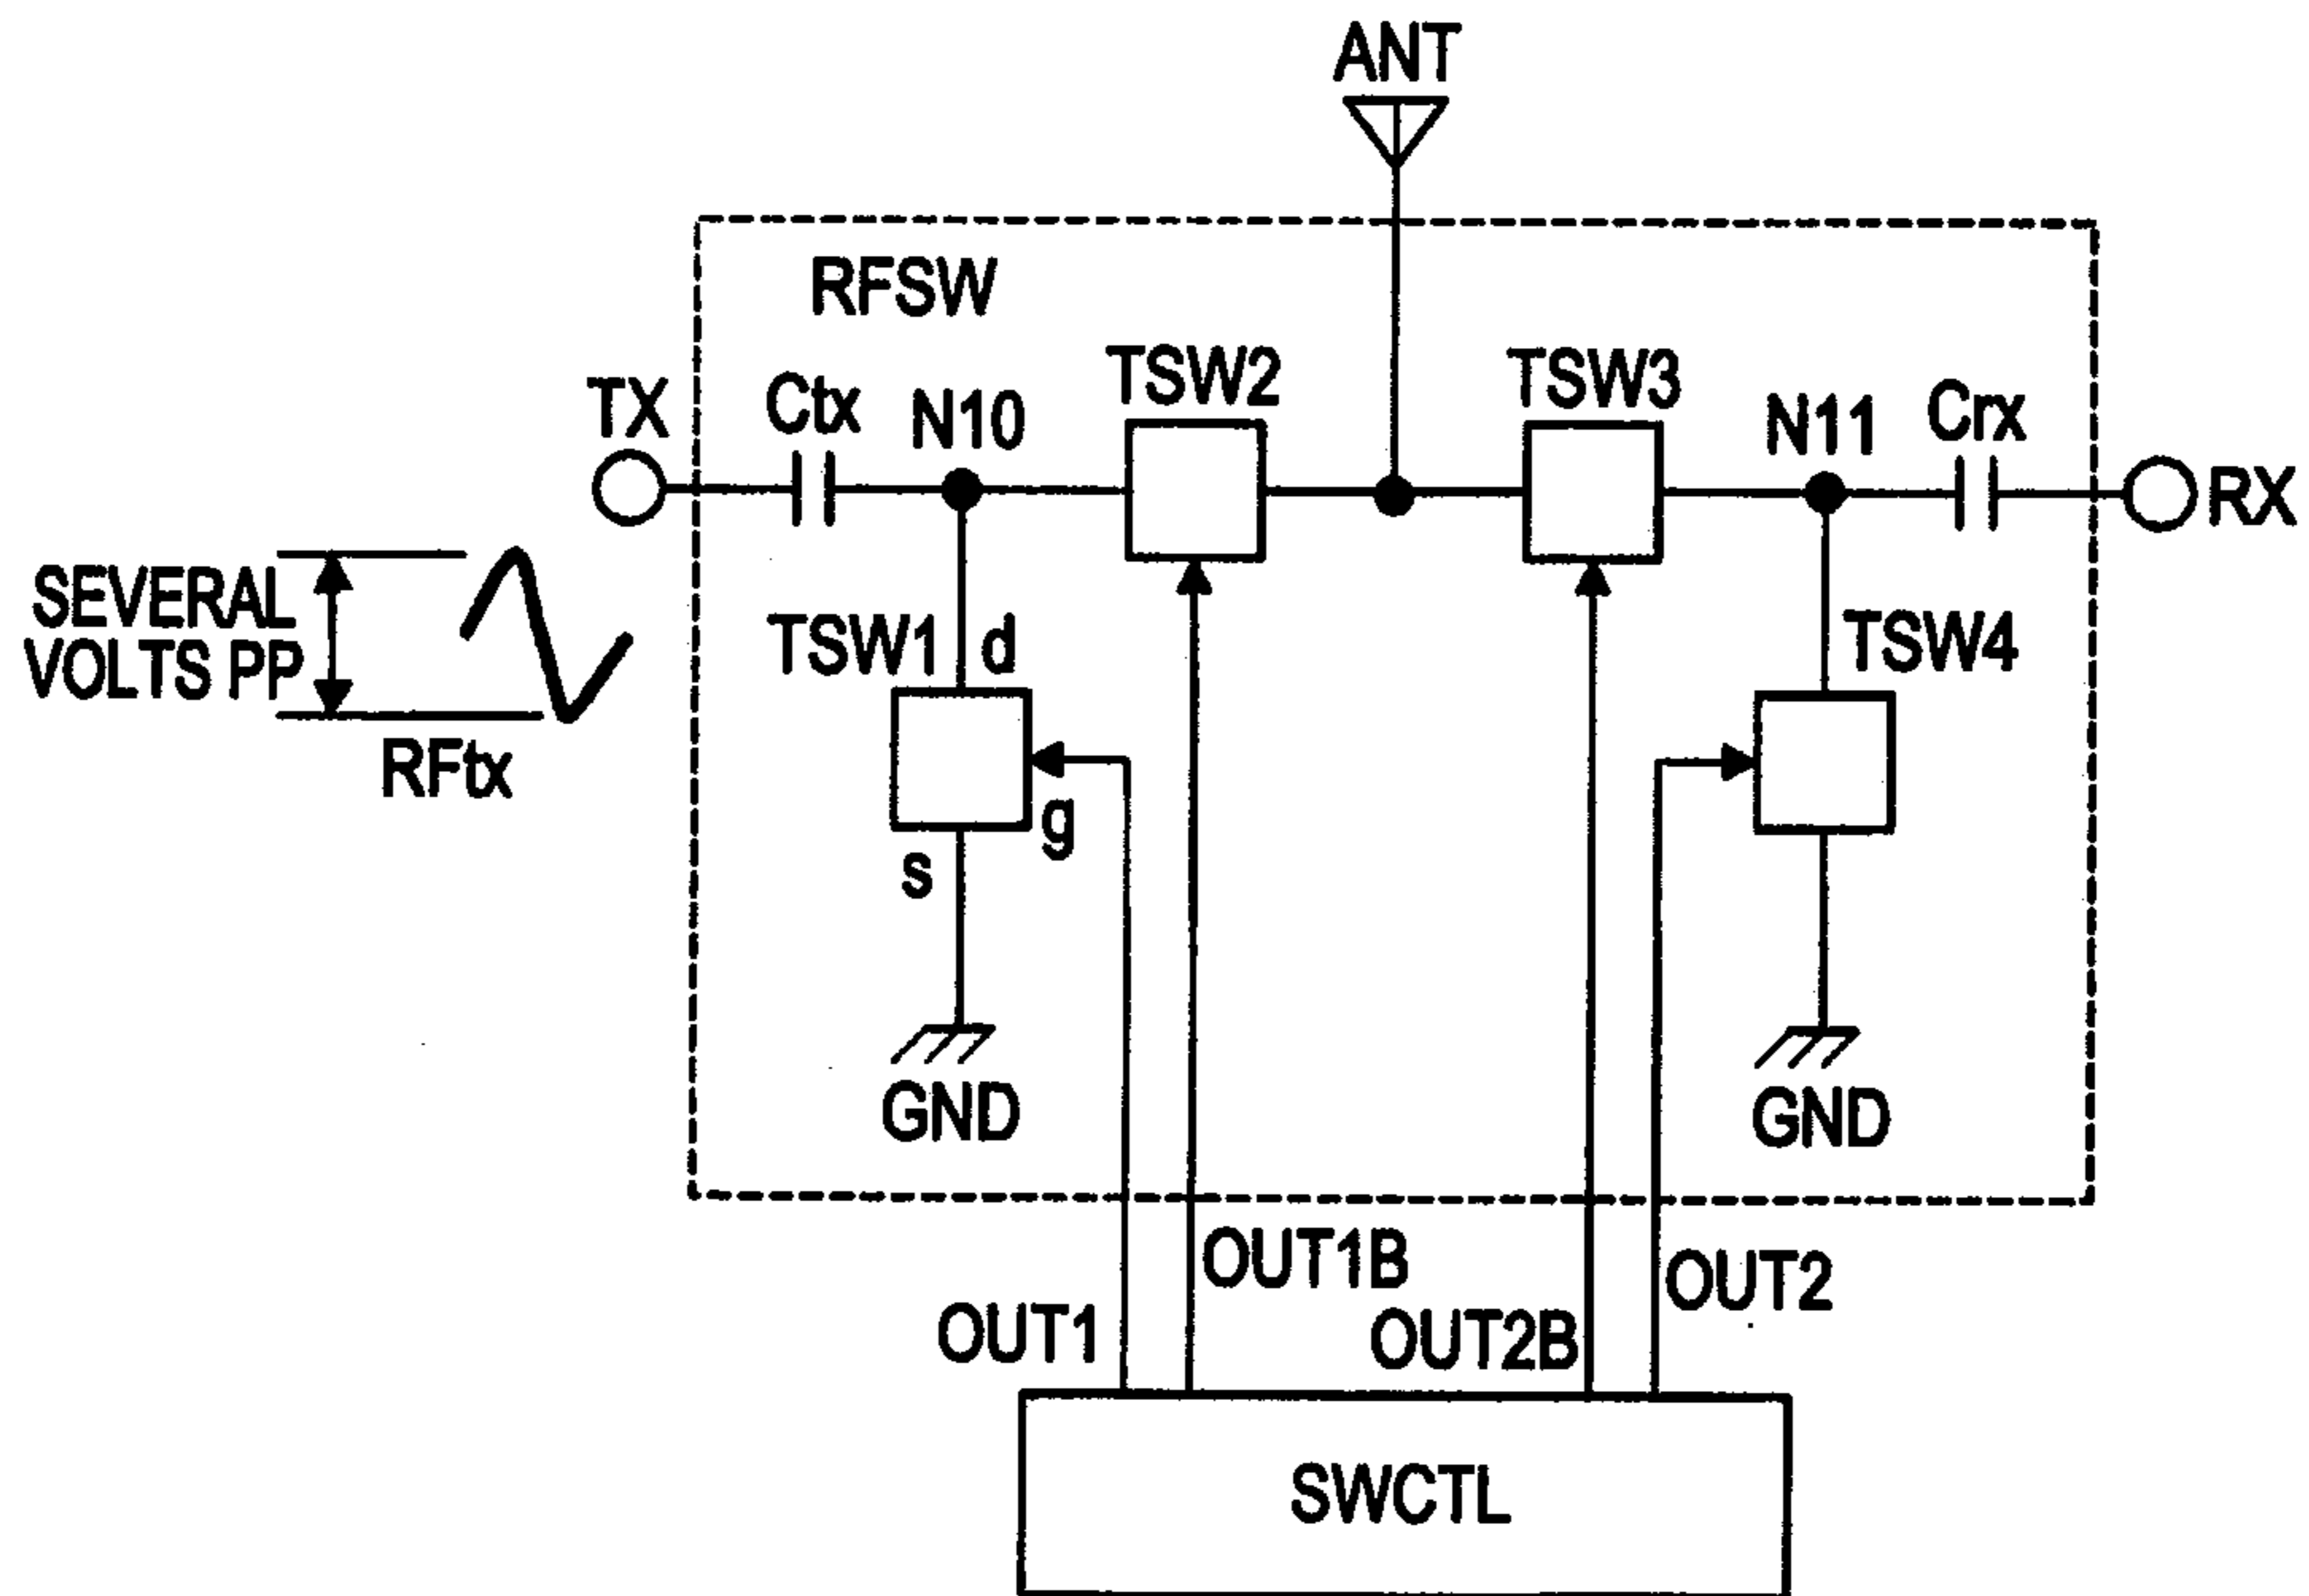 ANT
RFSW
TX
Ctx
N10
TSW2
TSW3
N11
Crx
RX
SEVERAL
VOLTS PP
RFtx
TSW1
d
g
s
TSW4
GND
GND
OUT1
OUT1B
OUT2B
OUT2
SWCTL